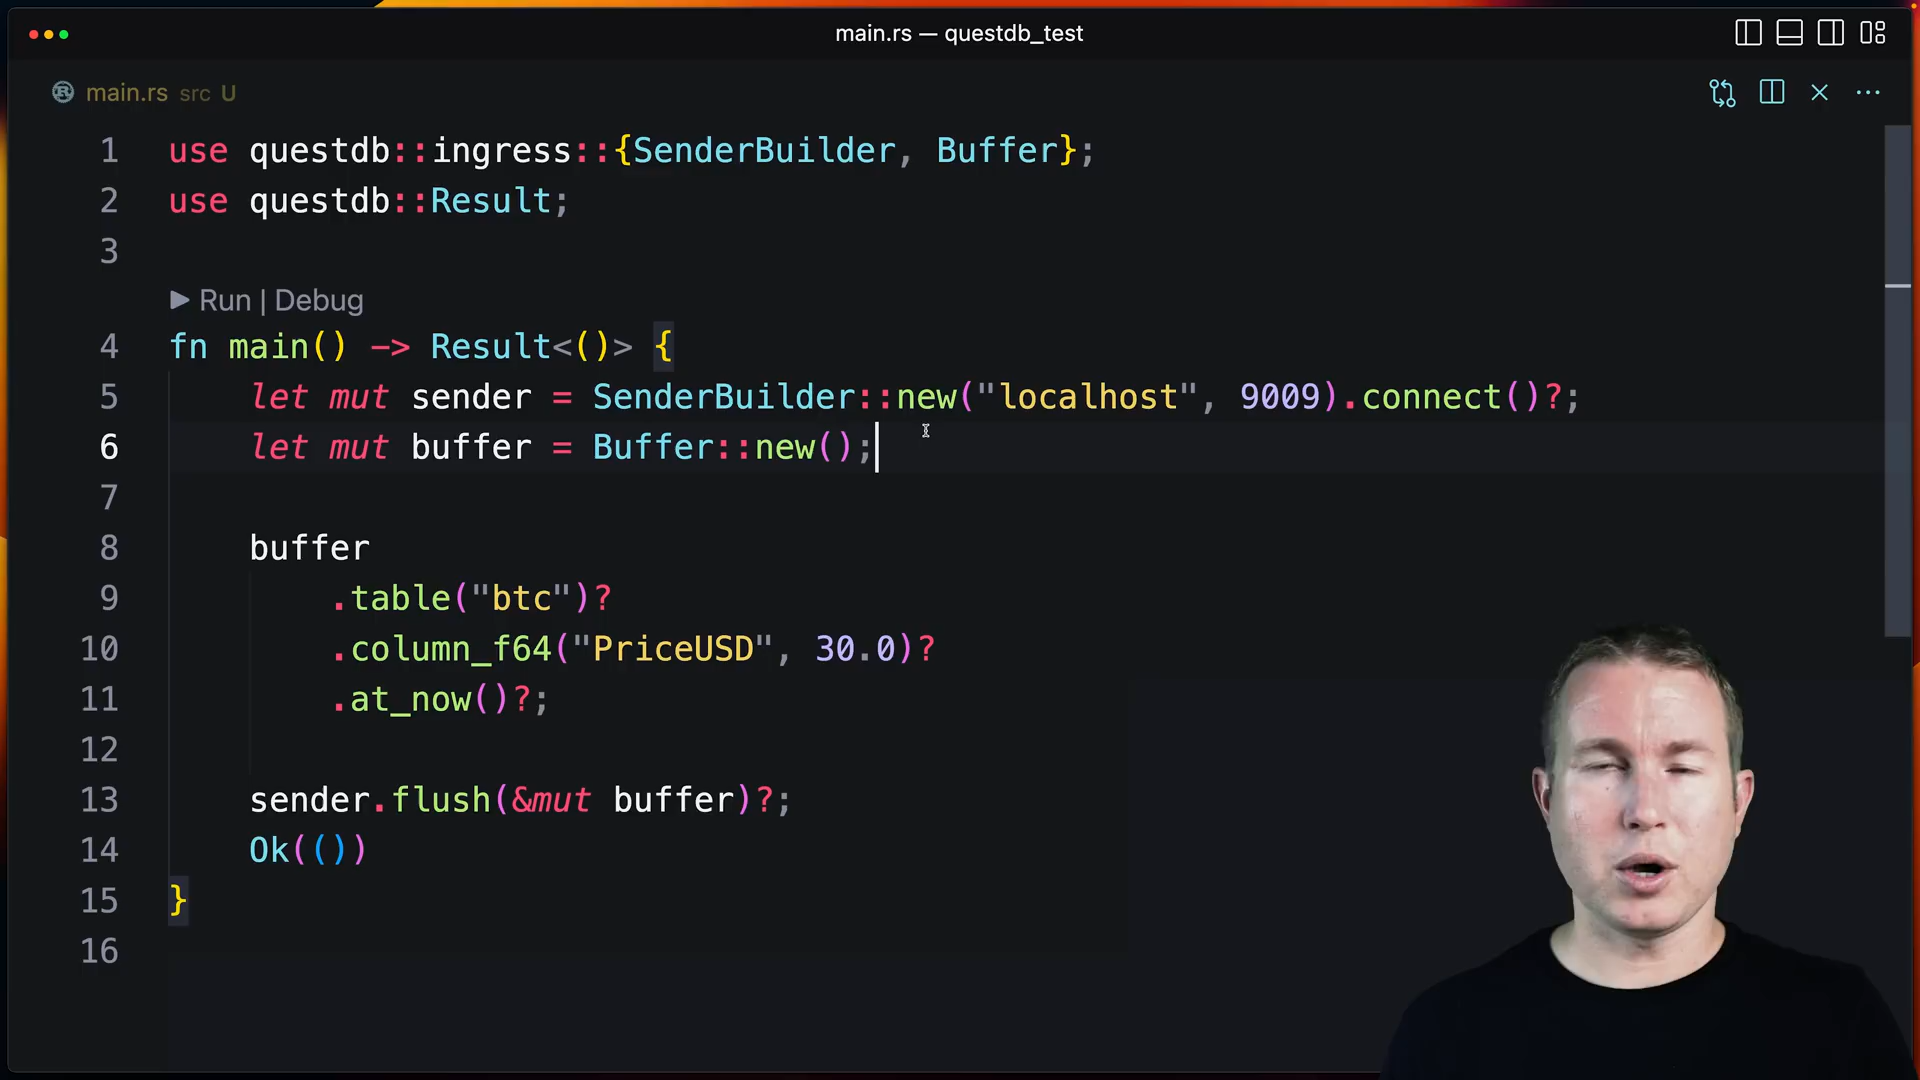 main.rs — questdb_test
main.rs src U
1 use questdb::ingress::{SenderBuilder, Buffer};
2 use questdb::Result;
3
Run | Debug
4 fn main() -> Result<()> {
5     let mut sender = SenderBuilder::new("localhost", 9009).connect()?;
6     let mut buffer = Buffer::new();
7
8     buffer
9         .table("btc")?
10         .column_f64("PriceUSD", 30.0)?
11         .at_now()?;
12
13     sender.flush(&mut buffer)?;
14     Ok(())
15 }
16